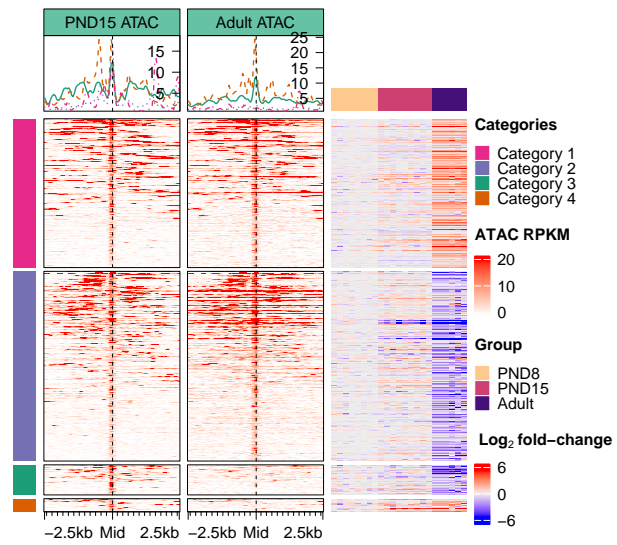 PND15 ATAC
Adult ATAC
15
10
5
25
20
15
10
5
Categories
Category 1
Category 2
Category 3
Category 4
ATAC RPKM
20
10
0
Group
PND8
PND15
Adult
Log₂ fold−change
6
0
−6
−2.5kb Mid 2.5kb
−2.5kb Mid 2.5kb